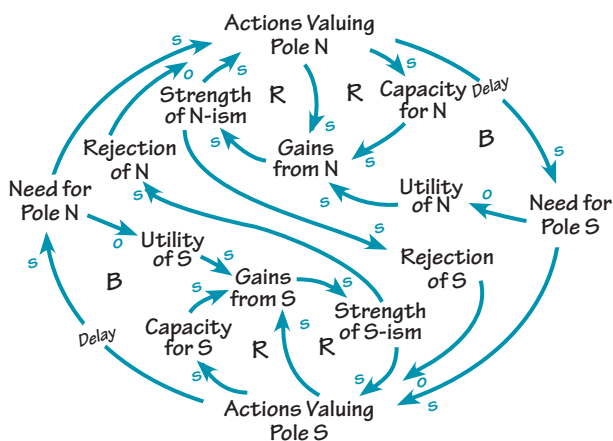 Actions Valuing
Pole N
s
s
s
o
s
s
Delay
Strength
of N-ism
R
R
Capacity
for N
B
s
s
s
Rejection
of N
Gains
from N
s
Need for
Pole N
s
s
Utility
of N
o
Need for
Pole S
o
Utility
of S
s
s
Rejection
of S
s
B
Gains
from S
s
s
s
Capacity
for S
Strength
of S-ism
Delay
R
R
s
s
o
s
Actions Valuing
Pole S